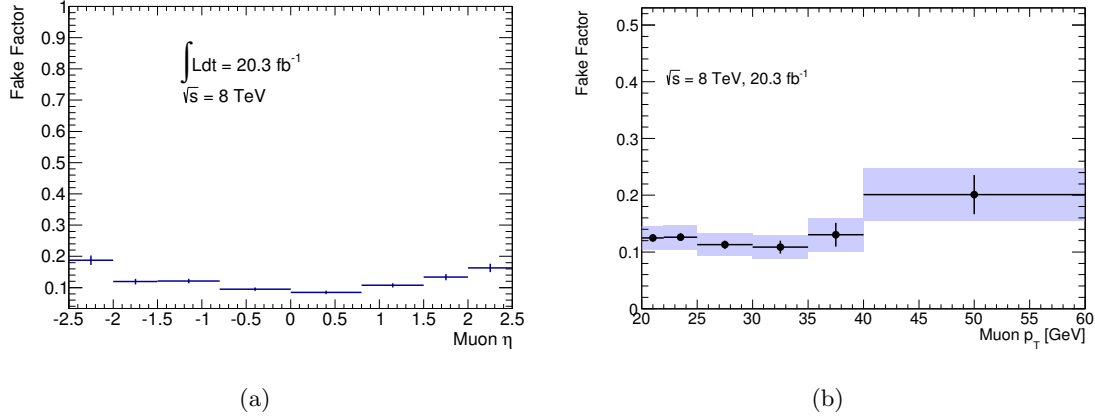 Fake Factor
1
0.9
0.8
0.7
0.6
0.5
0.4
0.3
0.2
0.1
∫Ldt = 20.3 fb⁻¹
√s = 8 TeV
-2.5 -2 -1.5 -1 -0.5 0 0.5 1 1.5 2 2.5
Muon η
(a)
Fake Factor
0.5
0.4
0.3
0.2
0.1
0
√s = 8 TeV, 20.3 fb⁻¹
20 25 30 35 40 45 50 55 60
Muon p_T [GeV]
(b)